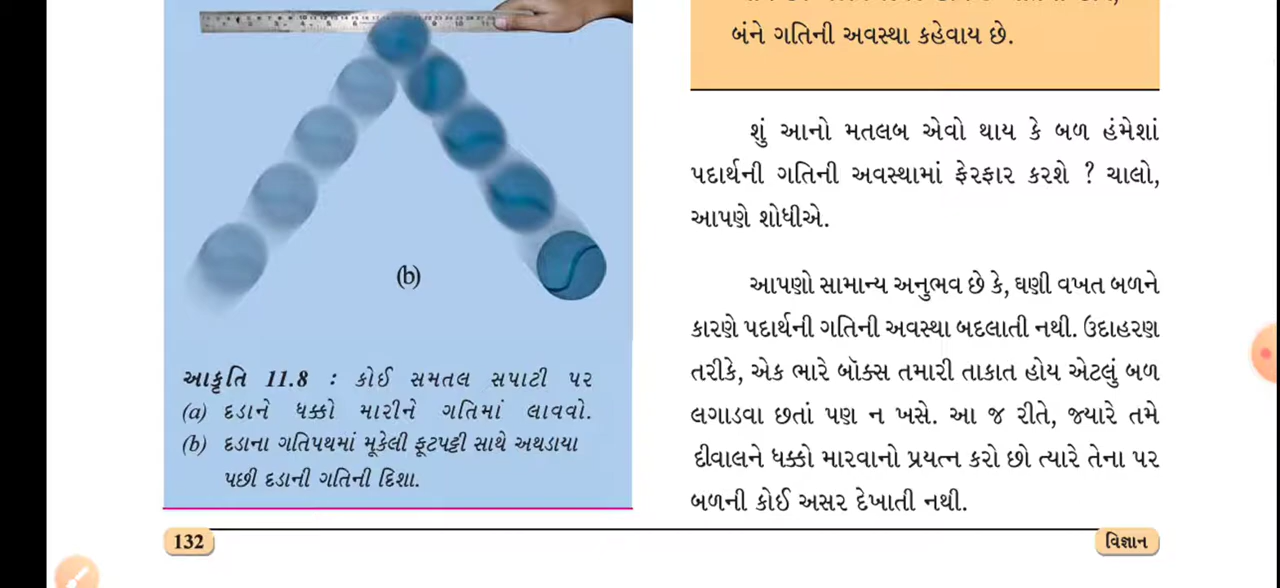 (b)
આકૃતિ 11.8 : કોઈ સમતલ સપાટી પર
(a) દડાને ધક્કો મારીને ગતિમાં લાવવો.
(b) દડાના ગતિપથમાં મૂકેલી ફૂટપટ્ટી સાથે અથડાયા
પછી દડાની ગતિની દિશા.
બંને ગતિની અવસ્થા કહેવાય છે.
શું આનો મતલબ એવો થાય કે બળ હંમેશાં
પદાર્થની ગતિની અવસ્થામાં ફેરફાર કરશે ? ચાલો,
આપણે શોધીએ.
આપણો સામાન્ય અનુભવ છે કે, ઘણી વખત બળને
કારણે પદાર્થની ગતિની અવસ્થા બદલાતી નથી. ઉદાહરણ
તરીકે, એક ભારે બૉક્સ તમારી તાકાત હોય એટલું બળ
લગાડવા છતાં પણ ન ખસે. આ જ રીતે, જ્યારે તમે
દીવાલને ધક્કો મારવાનો પ્રયત્ન કરો છો ત્યારે તેના પર
બળની કોઈ અસર દેખાતી નથી.
132
વિજ્ઞાન